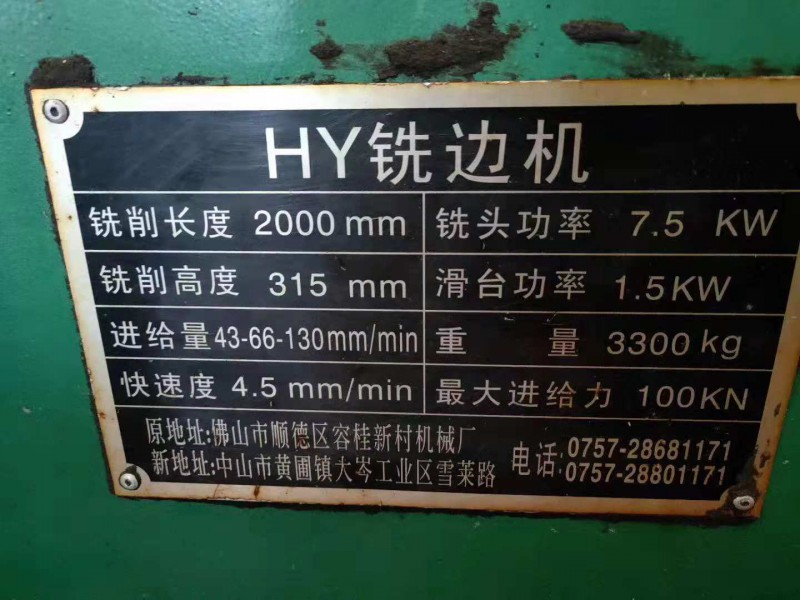 HY铣边机
铣削长度 2000 mm 铣头功率 7.5 KW
铣削高度 315 mm 滑台功率 1.5KW
进给量43-66-130mm/min 重量 3300 kg
快速度 4.5 mm/min 最大进给力 100KN
原地址:佛山市顺德区容桂新村机械厂 电话:0757-28681171
新地址:中山市黄圃镇大岑工业区雪莱路 0757-28801171